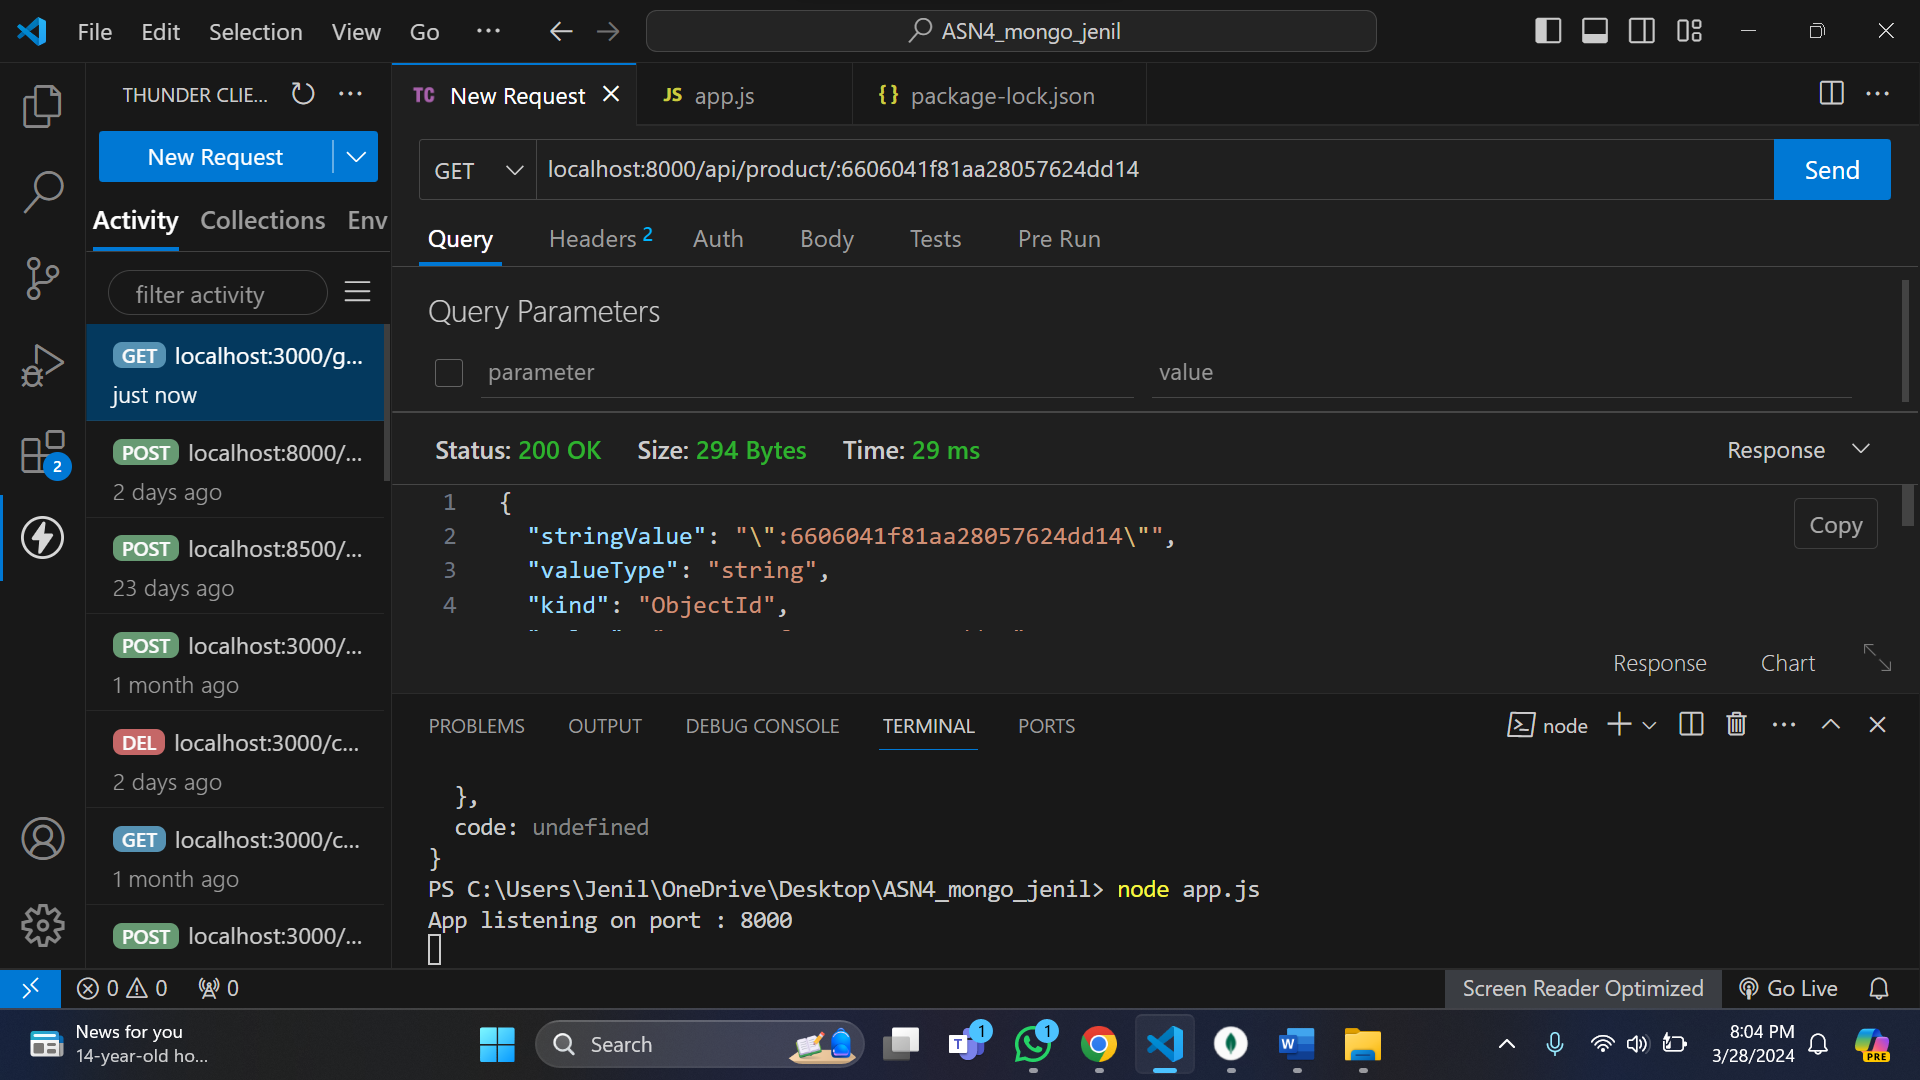 File Edit Selection View Go ··· ASN4_mongo_jenil
THUNDER CLIE... ···
New Request
Activity Collections Env
filter activity
GET localhost:3000/g...
just now
POST localhost:8000/...
2 days ago
POST localhost:8500/...
23 days ago
POST localhost:3000/...
1 month ago
DEL localhost:3000/c...
2 days ago
GET localhost:3000/c...
1 month ago
POST localhost:3000/...
2
TC New Request JS app.js {} package-lock.json
GET localhost:8000/api/product/:6606041f81aa28057624dd14 Send
Query Headers 2 Auth Body Tests Pre Run
Query Parameters
parameter value
Status: 200 OK Size: 294 Bytes Time: 29 ms Response
1 {
2 "stringValue": "\":6606041f81aa28057624dd14\"",
3 "valueType": "string",
4 "kind": "ObjectId",
Copy
Response Chart
PROBLEMS OUTPUT DEBUG CONSOLE TERMINAL PORTS node
},
code: undefined
}
PS C:\Users\Jenil\OneDrive\Desktop\ASN4_mongo_jenil> node app.js
App listening on port : 8000
0 0 0 Screen Reader Optimized Go Live
News for you
14-year-old ho...
Search
T 1 1 W
8:04 PM
3/28/2024
PRE